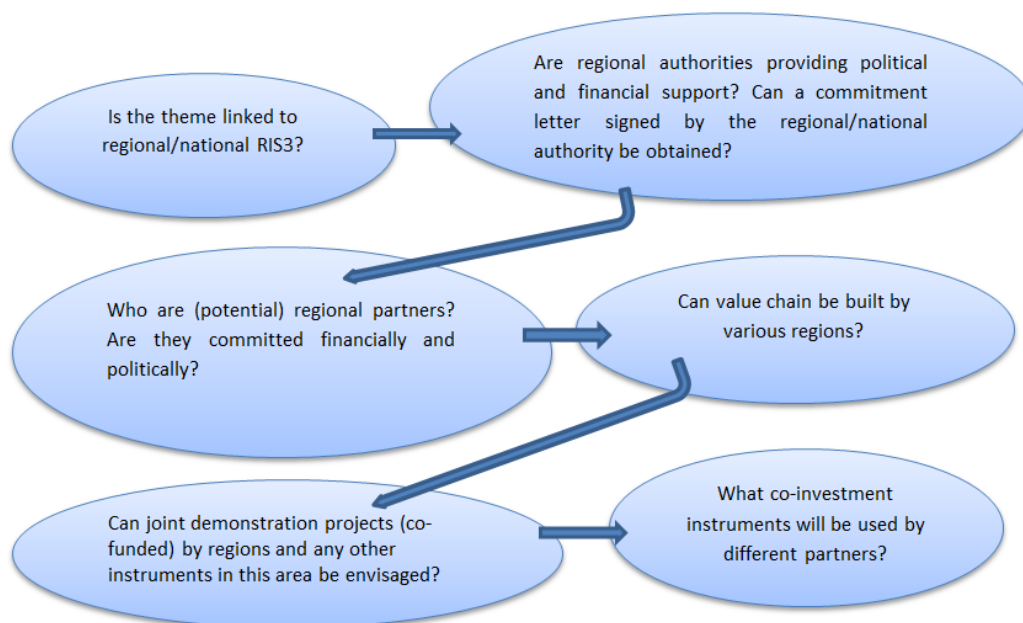 Is the theme linked to
regional/national RIS3?
Are regional authorities providing political
and financial support? Can a commitment
letter signed by the regional/national
authority be obtained?
Who are (potential) regional partners?
Are they committed financially and
politically?
Can value chain be built by
various regions?
Can joint demonstration projects (co-
funded) by regions and any other
instruments in this area be envisaged?
What co-investment
instruments will be used by
different partners?